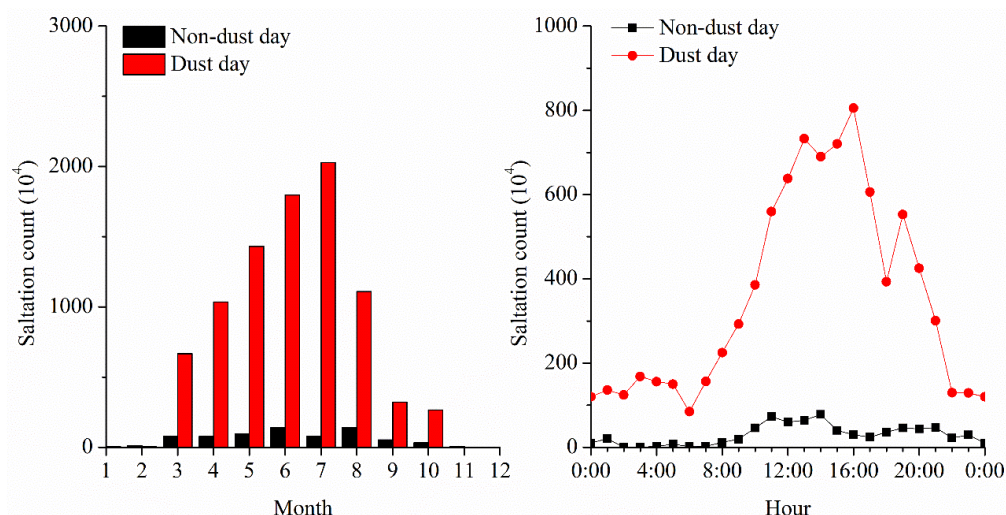 3000
2000
1000
0
Saltation count (10⁴)
Non-dust day
Dust day
1 2 3 4 5 6 7 8 9 10 11 12
Month
1000
800
600
400
200
0
Saltation count (10⁴)
Non-dust day
Dust day
0:00 4:00 8:00 12:00 16:00 20:00 0:00
Hour